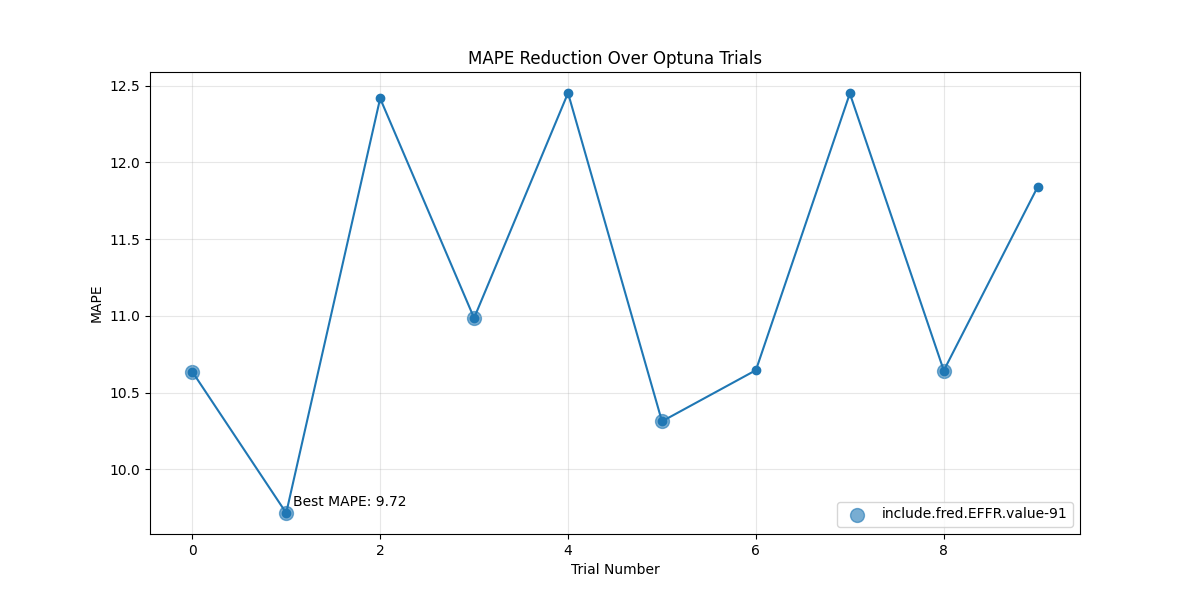 MAPE Reduction Over Optuna Trials
12.5
12.0
11.5
11.0
10.5
10.0
MAPE
Best MAPE: 9.72
include.fred.EFFR.value-91
0 2 4 6 8
Trial Number